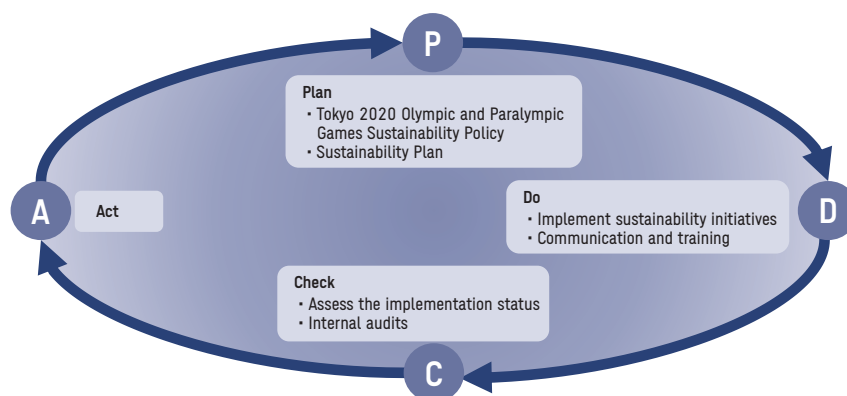 P
Plan
・Tokyo 2020 Olympic and Paralympic
Games Sustainability Policy
・Sustainability Plan
A
Act
D
Do
・Implement sustainability initiatives
・Communication and training
Check
・Assess the implementation status
・Internal audits
C